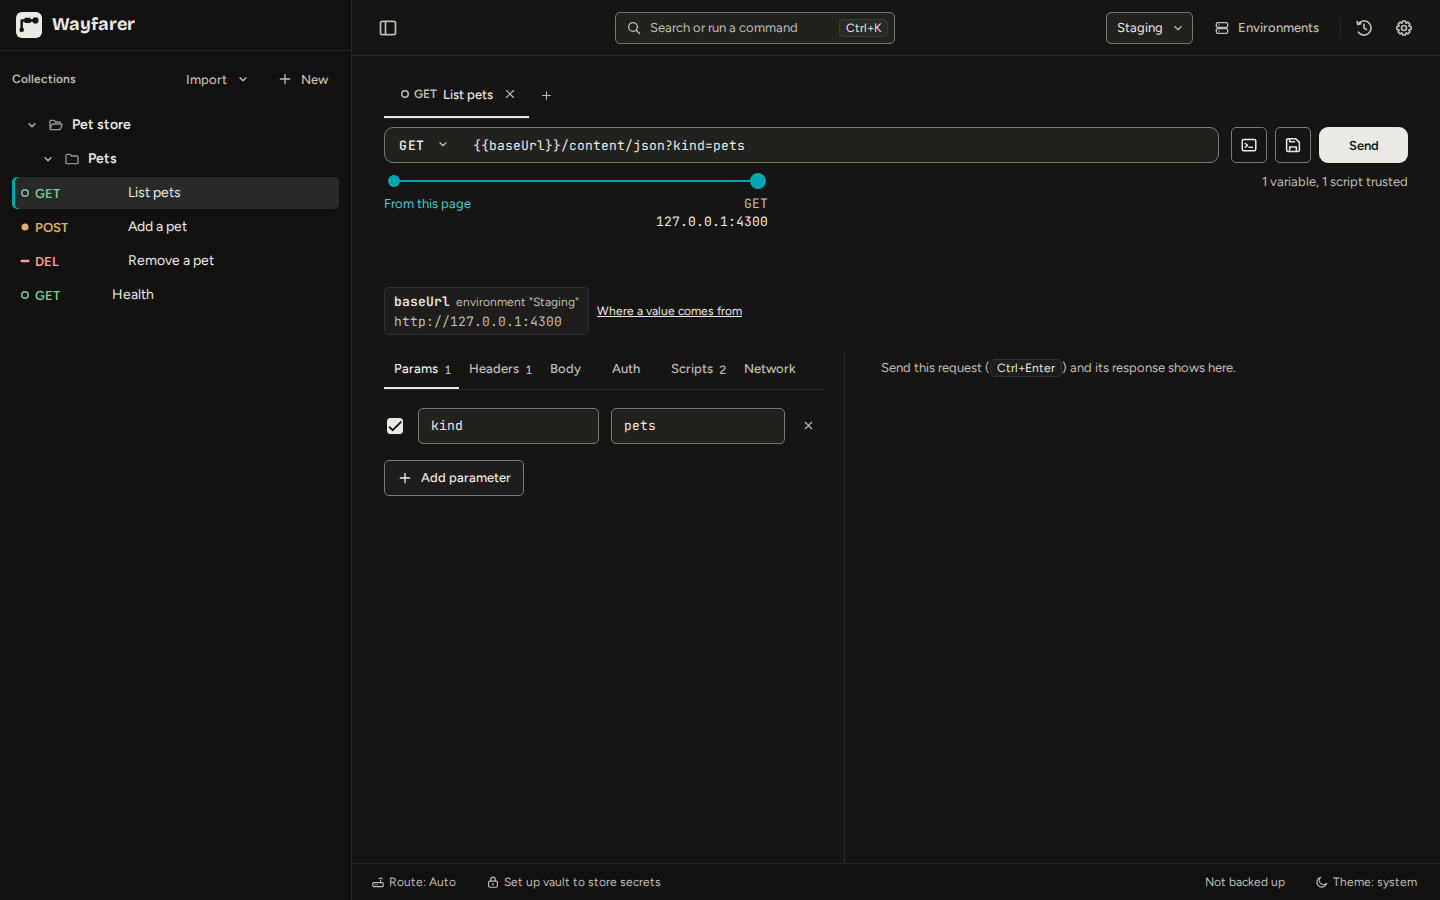 Wayfarer
Search or run a command Ctrl+K
Staging
Environments
Collections
Import
New
Pet store
Pets
GET List pets
POST Add a pet
DEL Remove a pet
GET Health
GET List pets
GET {{baseUrl}}/content/json?kind=pets
Send
1 variable, 1 script trusted
From this page
GET
127.0.0.1:4300
baseUrl environment "Staging"
http://127.0.0.1:4300
Where a value comes from
Params 1 Headers 1 Body Auth Scripts 2 Network
kind pets
Add parameter
Send this request (Ctrl+Enter) and its response shows here.
Route: Auto
Set up vault to store secrets
Not backed up
Theme: system